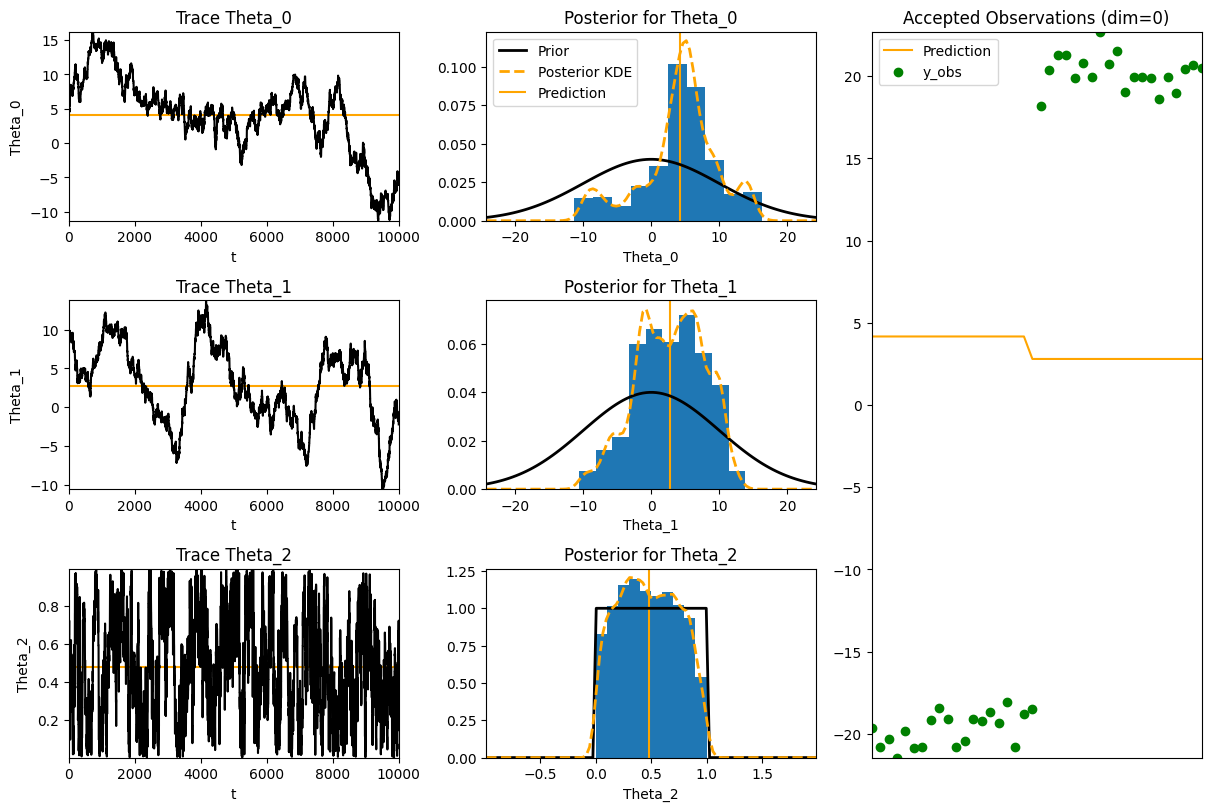 Trace Theta_0
Theta_0
15
10
5
0
−5
−10
0 2000 4000 6000 8000 10000
t
Posterior for Theta_0
Prior
Posterior KDE
Prediction
0.100
0.075
0.050
0.025
0.000
−20 −10 0 10 20
Theta_0
Accepted Observations (dim=0)
Prediction
y_obs
20
15
10
5
0
−5
−10
−15
−20
Trace Theta_1
Theta_1
10
5
0
−5
−10
0 2000 4000 6000 8000 10000
t
Posterior for Theta_1
0.06
0.04
0.02
0.00
−20 −10 0 10 20
Theta_1
Trace Theta_2
Theta_2
0.8
0.6
0.4
0.2
0 2000 4000 6000 8000 10000
t
Posterior for Theta_2
1.25
1.00
0.75
0.50
0.25
0.00
−0.5 0.0 0.5 1.0 1.5
Theta_2